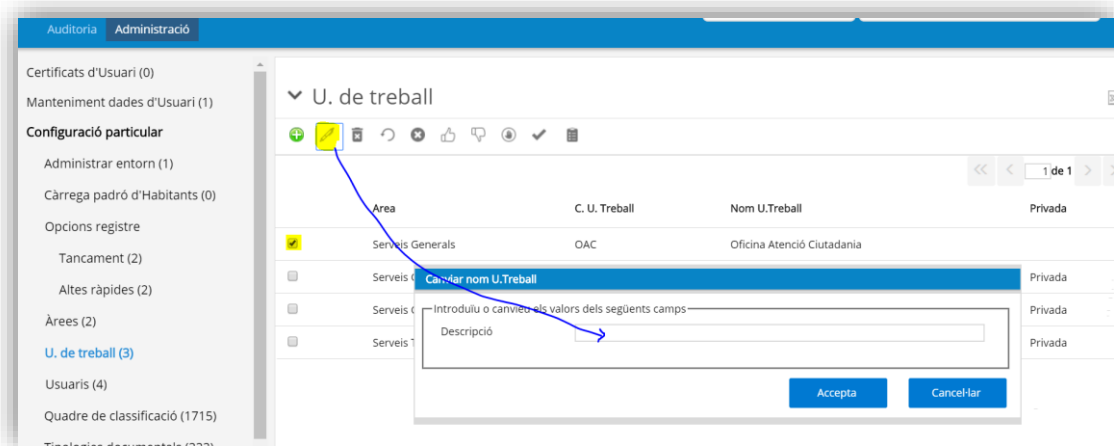 Auditoria Administració
Certificats d'Usuari (0)
Manteniment dades d'Usuari (1)
Configuració particular
Administrar entorn (1)
Càrrega padró d'Habitants (0)
Opcions registre
Tancament (2)
Altes ràpides (2)
Àrees (2)
U. de treball (3)
Usuaris (4)
Quadre de classificació (1715)
U. de treball
1 de 1
Area C. U. Treball Nom U.Treball Privada
Serveis Generals OAC Oficina Atenció Ciutadania
Serveis Privada
Serveis Privada
Serveis Privada
Canviar nom U.Treball
Introduïu o canvieu els valors dels següents camps
Descripció
Accepta Cancel·lar